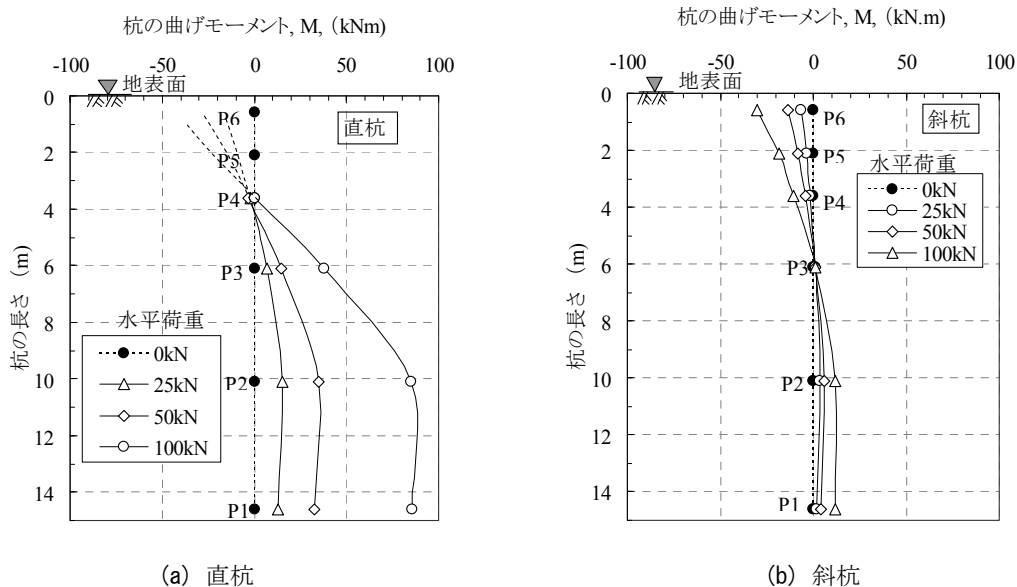 杭の曲げモーメント, M, (kNm)
-100 -50 0 50 100
地表面
直杭
杭の長さ (m)
0
2
4
6
8
10
12
14
P6
P5
P4
P3
P2
P1
水平荷重
0kN
25kN
50kN
100kN
(a) 直杭
杭の曲げモーメント, M, (kN.m)
-100 -50 0 50 100
地表面
斜杭
杭の長さ (m)
0
2
4
6
8
10
12
14
P6
P5
P4
P3
P2
P1
水平荷重
0kN
25kN
50kN
100kN
(b) 斜杭